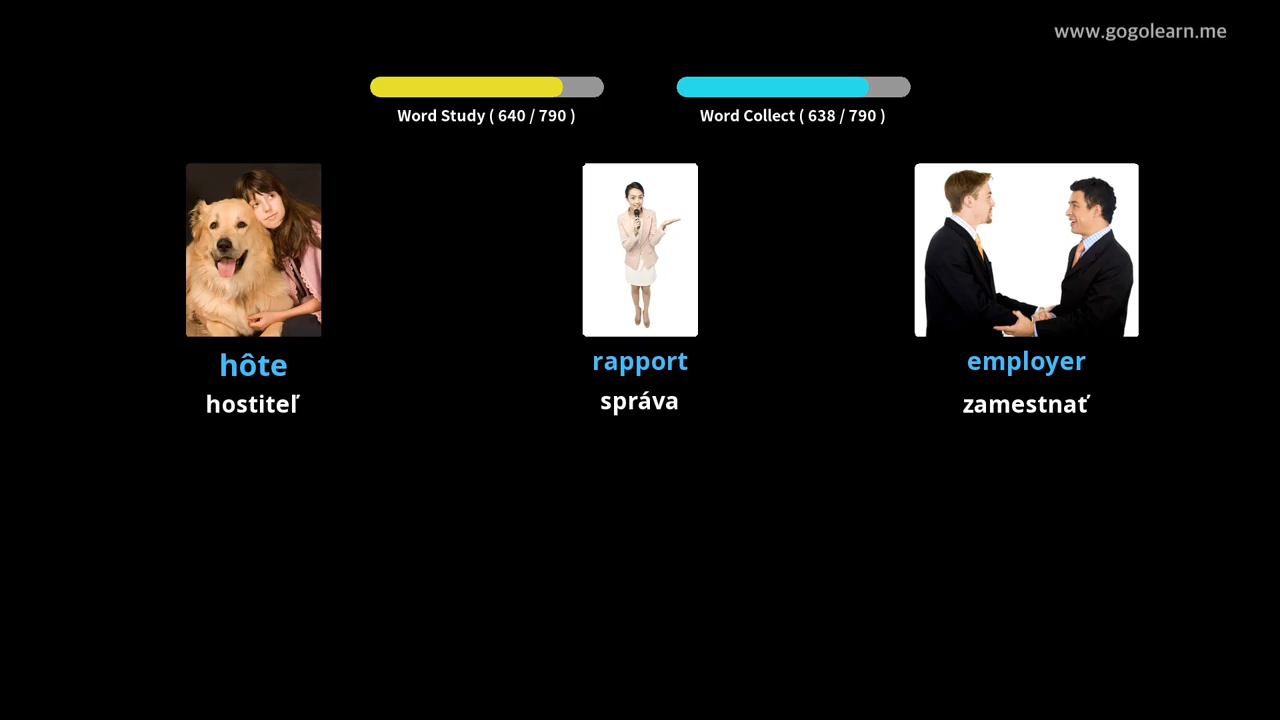 www.gogolearn.me
Word Study ( 640 / 790 )
Word Collect ( 638 / 790 )
hôte
hostiteľ
rapport
správa
employer
zamestnať